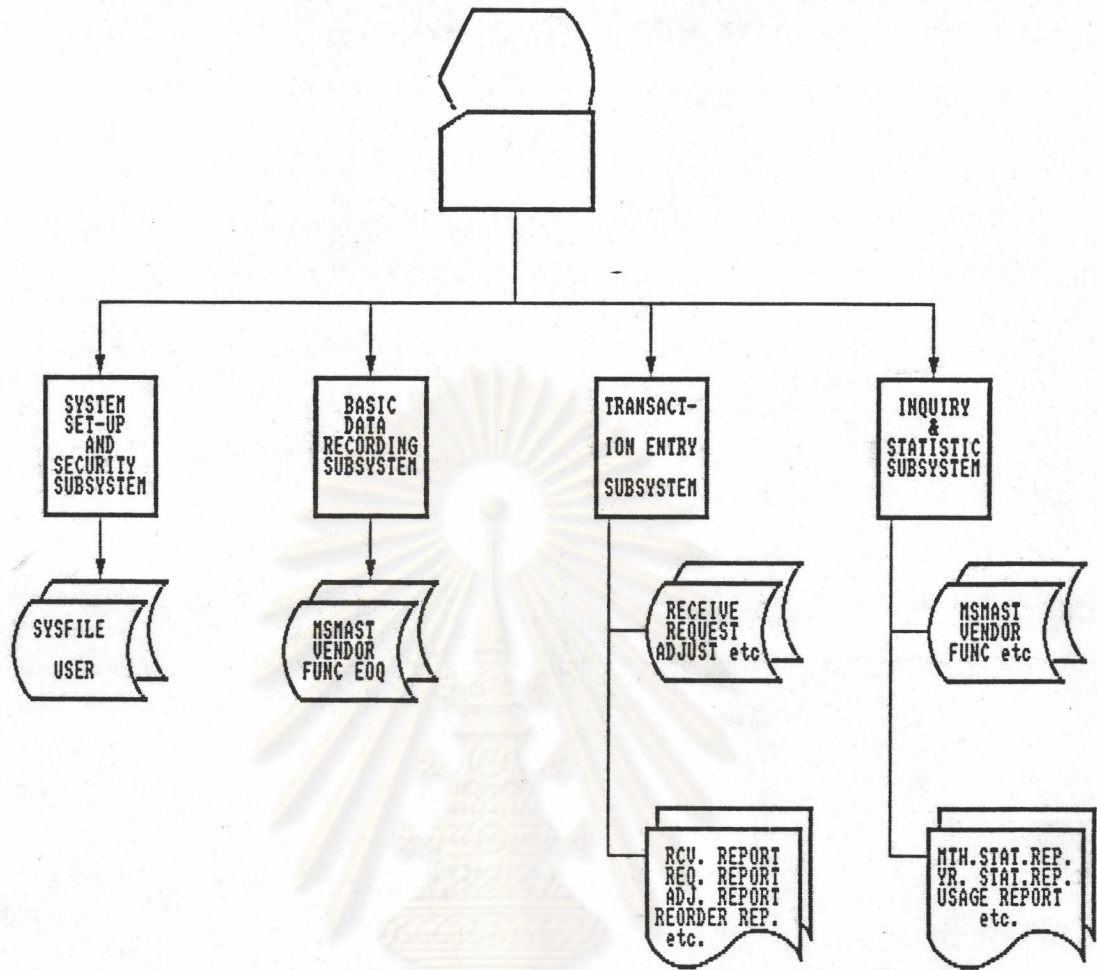 SYSTEM
SET-UP
AND
SECURITY
SUBSYSTEM
BASIC
DATA
RECORDING
SUBSYSTEM
TRANSACT-
ION ENTRY
SUBSYSTEM
INQUIRY
&
STATISTIC
SUBSYSTEM
SYSFILE
USER
MSMAST
VENDOR
FUNC EOQ
RECEIVE
REQUEST
ADJUST etc
MSMAST
VENDOR
FUNC etc
RCV. REPORT
REQ. REPORT
ADJ. REPORT
REORDER REP.
etc.
MTH.STAT.REP.
YR. STAT.REP.
USAGE REPORT
etc.